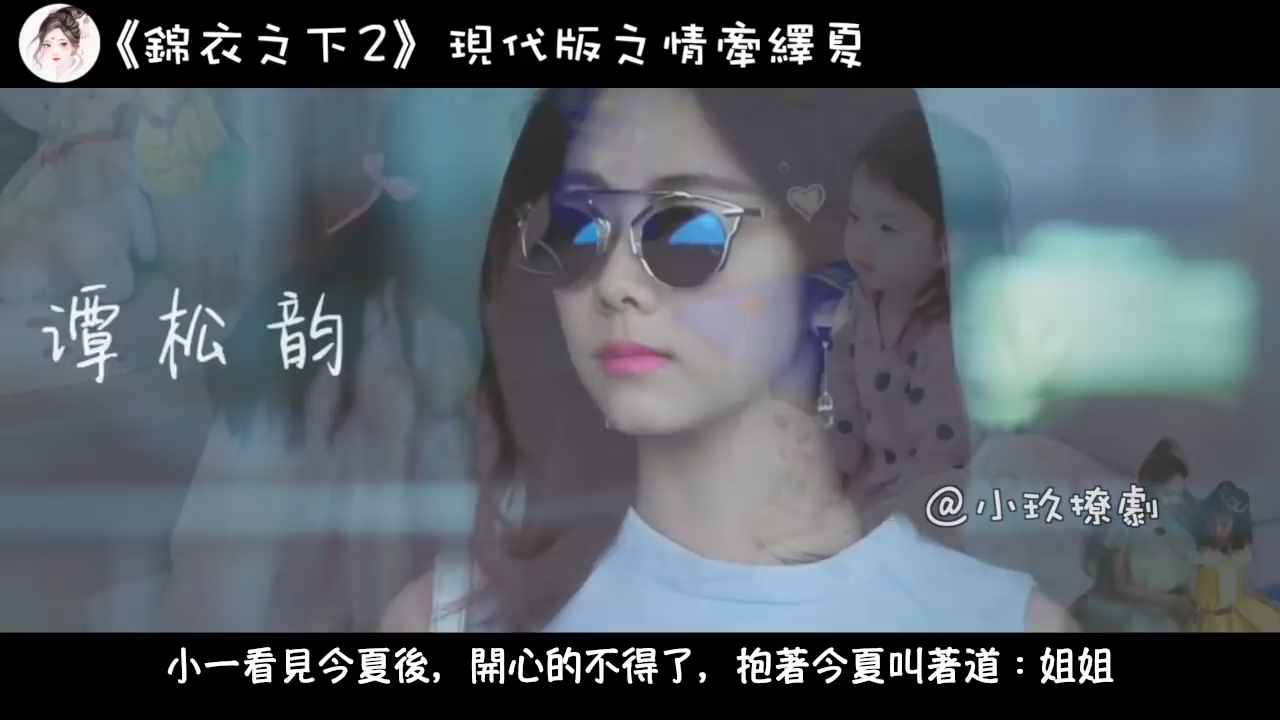 《錦衣之下2》現代版之情牽繹夏
谭松韵
@小玖撩劇
小一看見今夏後，開心的不得了，抱著今夏叫著道：姐姐